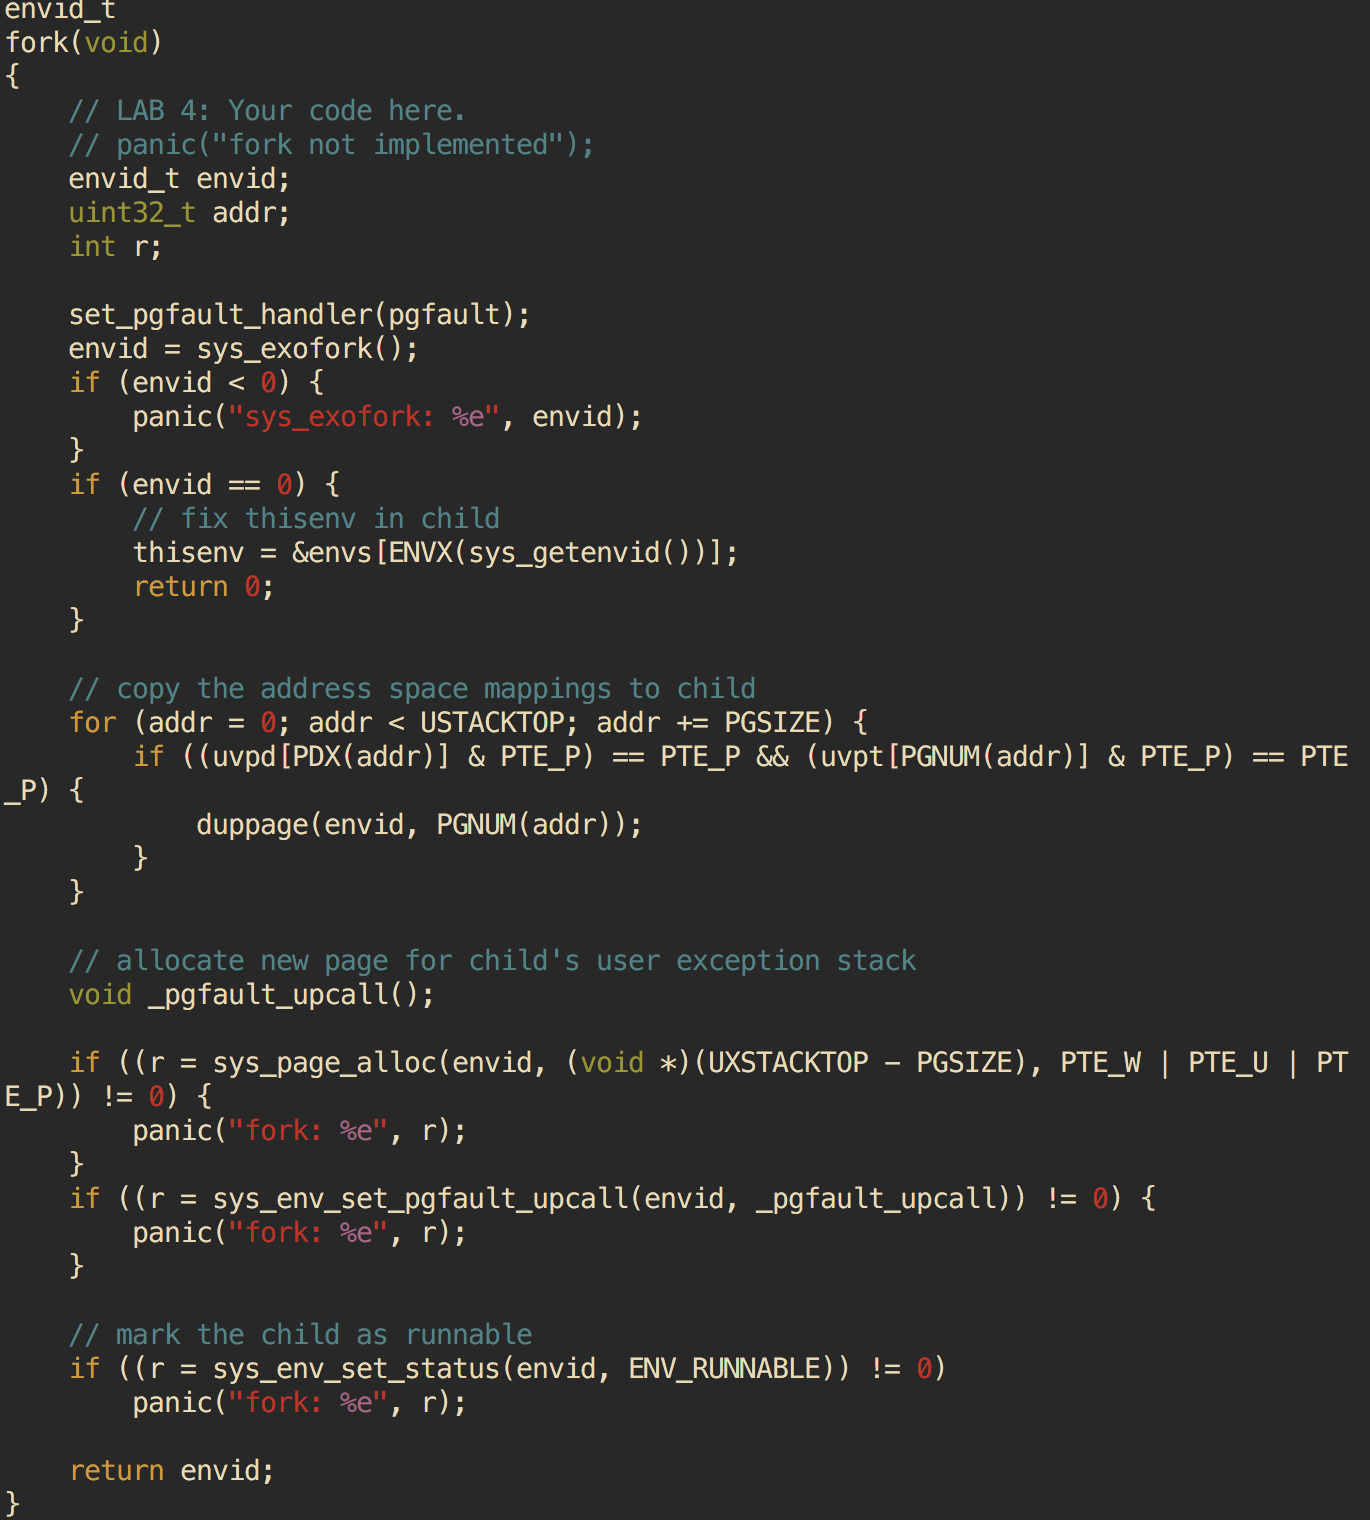 envid_t
fork(void)
{
    // LAB 4: Your code here.
    // panic("fork not implemented");
    envid_t envid;
    uint32_t addr;
    int r;

    set_pgfault_handler(pgfault);
    envid = sys_exofork();
    if (envid < 0) {
        panic("sys_exofork: %e", envid);
    }
    if (envid == 0) {
        // fix thisenv in child
        thisenv = &envs[ENVX(sys_getenvid())];
        return 0;
    }

    // copy the address space mappings to child
    for (addr = 0; addr < USTACKTOP; addr += PGSIZE) {
        if ((uvpd[PDX(addr)] & PTE_P) == PTE_P && (uvpt[PGNUM(addr)] & PTE_P) == PTE
_P) {
            duppage(envid, PGNUM(addr));
        }
    }

    // allocate new page for child's user exception stack
    void _pgfault_upcall();

    if ((r = sys_page_alloc(envid, (void *)(UXSTACKTOP - PGSIZE), PTE_W | PTE_U | PT
E_P)) != 0) {
        panic("fork: %e", r);
    }
    if ((r = sys_env_set_pgfault_upcall(envid, _pgfault_upcall)) != 0) {
        panic("fork: %e", r);
    }

    // mark the child as runnable
    if ((r = sys_env_set_status(envid, ENV_RUNNABLE)) != 0)
        panic("fork: %e", r);

    return envid;
}